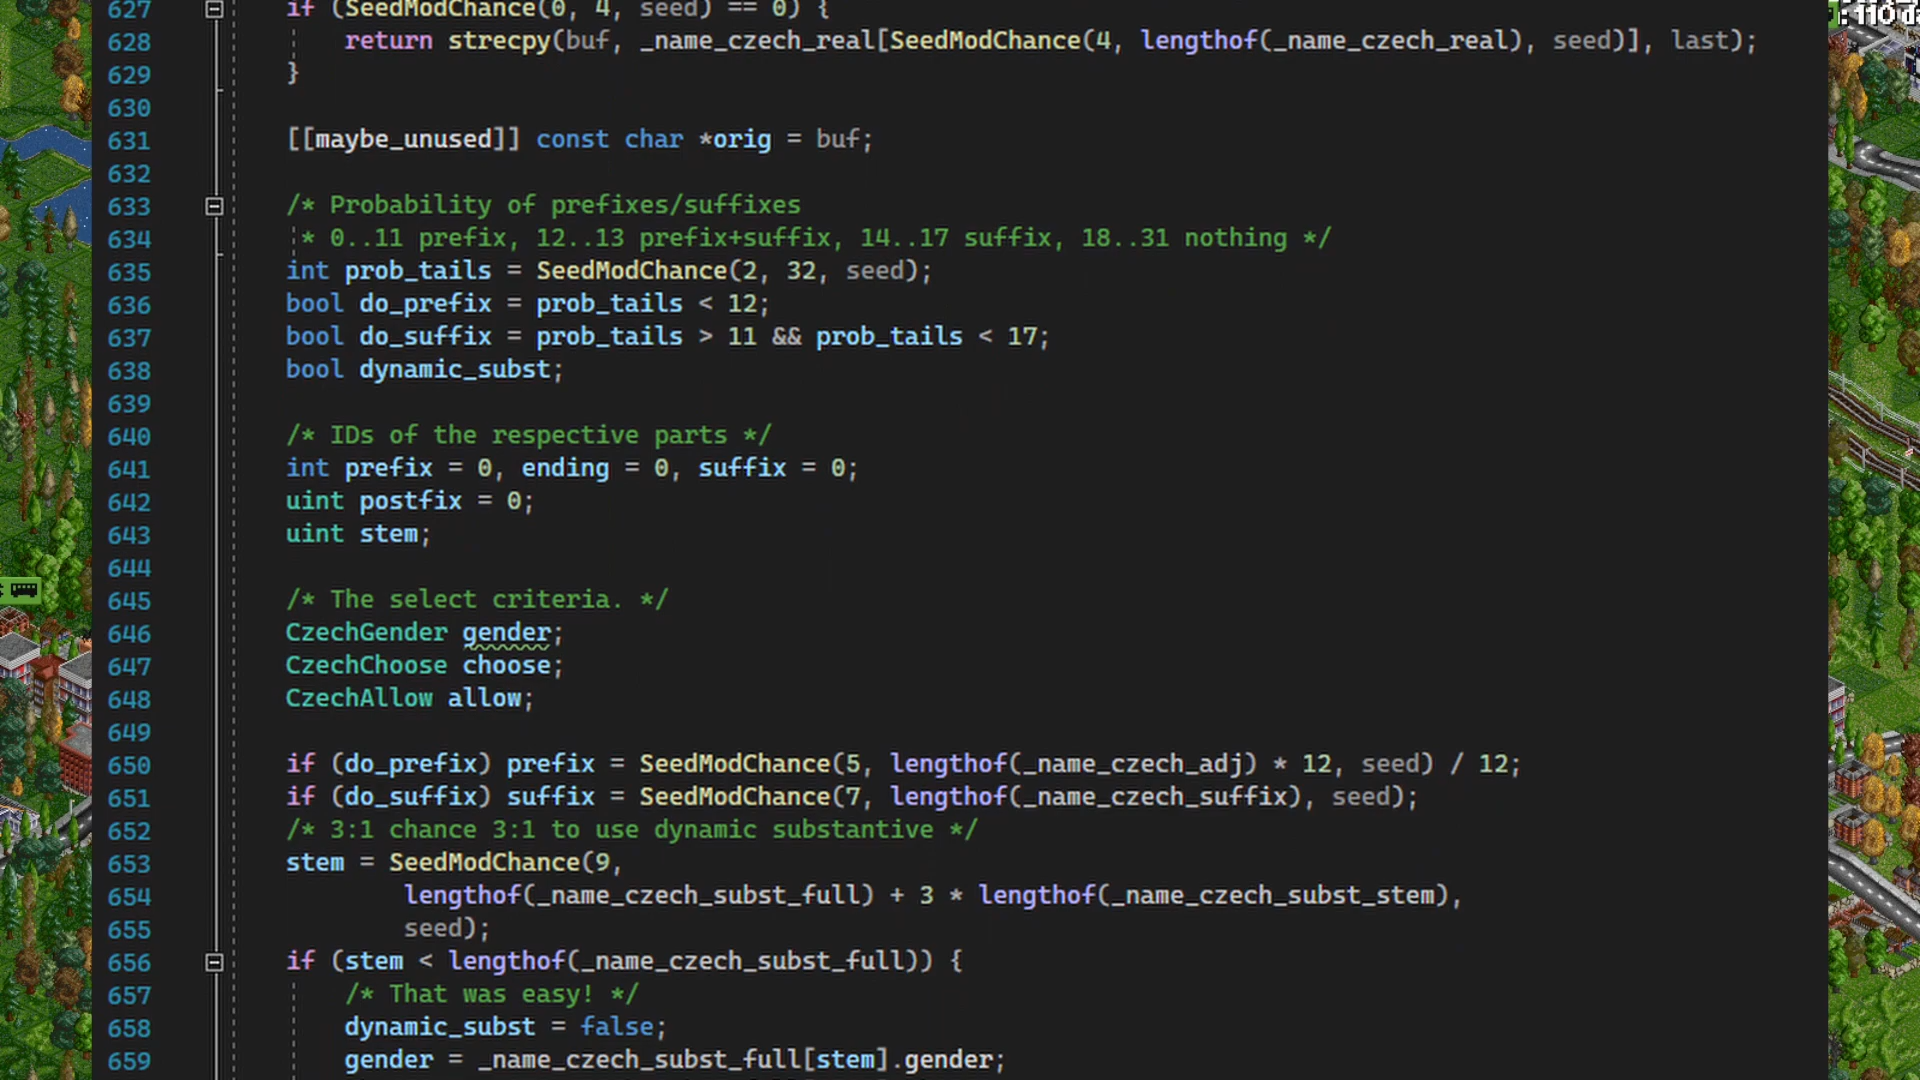 627 if (SeedModChance(0, 4, seed) == 0) {
628 return strecpy(buf, _name_czech_real[SeedModChance(4, lengthof(_name_czech_real), seed)], last);
629 }
630
631 [[maybe_unused]] const char *orig = buf;
632
633 /* Probability of prefixes/suffixes
634 * 0..11 prefix, 12..13 prefix+suffix, 14..17 suffix, 18..31 nothing */
635 int prob_tails = SeedModChance(2, 32, seed);
636 bool do_prefix = prob_tails < 12;
637 bool do_suffix = prob_tails > 11 && prob_tails < 17;
638 bool dynamic_subst;
639
640 /* IDs of the respective parts */
641 int prefix = 0, ending = 0, suffix = 0;
642 uint postfix = 0;
643 uint stem;
644
645 /* The select criteria. */
646 CzechGender gender;
647 CzechChoose choose;
648 CzechAllow allow;
649
650 if (do_prefix) prefix = SeedModChance(5, lengthof(_name_czech_adj) * 12, seed) / 12;
651 if (do_suffix) suffix = SeedModChance(7, lengthof(_name_czech_suffix), seed);
652 /* 3:1 chance 3:1 to use dynamic substantive */
653 stem = SeedModChance(9,
654 lengthof(_name_czech_subst_full) + 3 * lengthof(_name_czech_subst_stem),
655 seed);
656 if (stem < lengthof(_name_czech_subst_full)) {
657 /* That was easy! */
658 dynamic_subst = false;
659 gender = _name_czech_subst_full[stem].gender;